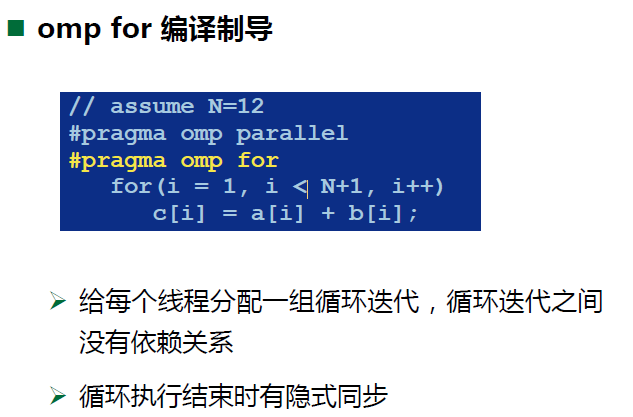 omp for 编译制导
// assume N=12
#pragma omp parallel
#pragma omp for
for(i = 1, i < N+1, i++)
c[i] = a[i] + b[i];
给每个线程分配一组循环迭代，循环迭代之间
没有依赖关系
循环执行结束时有隐式同步